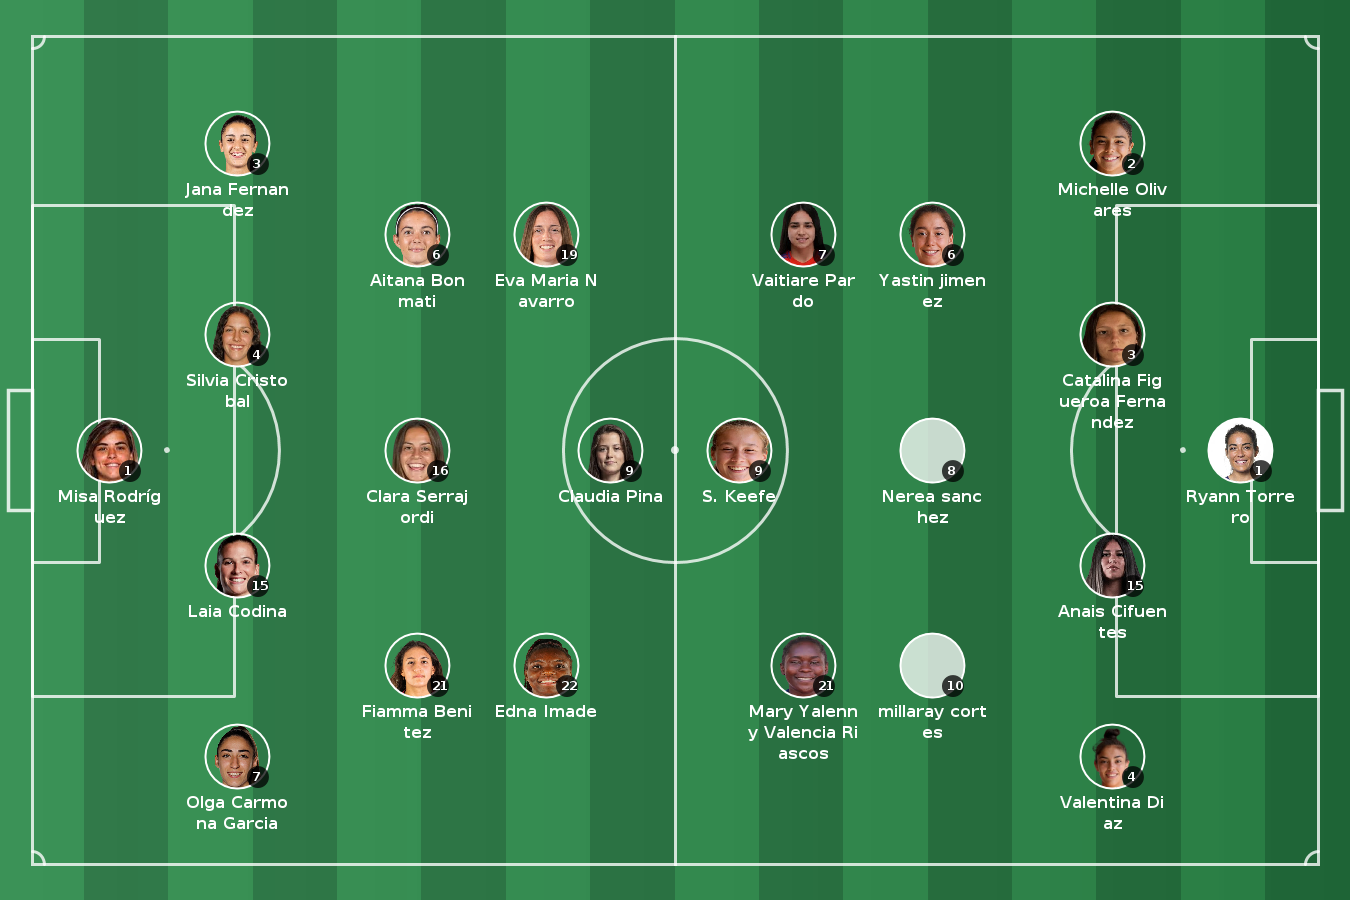 3
Jana Fernan
dez
2
Michelle Oliv
ares
6
Aitana Bon
mati
19
Eva Maria N
avarro
7
Vaitiare Par
do
6
Yastin jimen
ez
4
Silvia Cristo
bal
3
Catalina Fig
ueroa Ferna
ndez
1
Misa Rodríg
uez
16
Clara Serraj
ordi
9
Claudia Pina
9
S. Keefe
8
Nerea sanc
hez
1
Ryann Torre
ro
15
Laia Codina
15
Anais Cifuen
tes
21
Fiamma Beni
tez
22
Edna Imade
21
Mary Yalenn
y Valencia Ri
ascos
10
millaray cort
es
7
Olga Carmo
na Garcia
4
Valentina Di
az